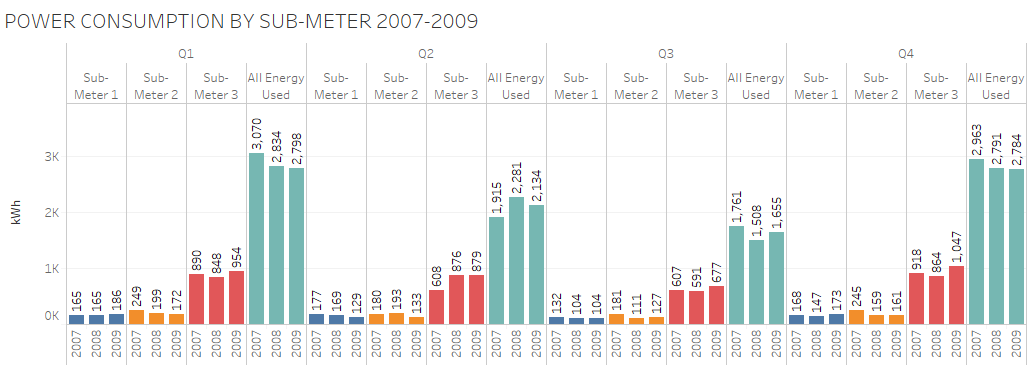 POWER CONSUMPTION BY SUB-METER 2007-2009
Q1 Q2 Q3 Q4
Sub- Sub- Sub- All Energy Sub- Sub- Sub- All Energy Sub- Sub- Sub- All Energy Sub- Sub- Sub- All Energy
Meter 1 Meter 2 Meter 3 Used Meter 1 Meter 2 Meter 3 Used Meter 1 Meter 2 Meter 3 Used Meter 1 Meter 2 Meter 3 Used
kWh
3K
2K
1K
0K
165 165 186 249 199 172 890 848 954 3,070 2,834 2,798 177 169 129 180 193 133 608 876 879 1,915 2,281 2,134 132 104 104 181 111 127 607 591 677 1,761 1,508 1,655 168 147 173 245 159 161 918 864 1,047 2,963 2,791 2,784
2007 2008 2009 2007 2008 2009 2007 2008 2009 2007 2008 2009 2007 2008 2009 2007 2008 2009 2007 2008 2009 2007 2008 2009 2007 2008 2009 2007 2008 2009 2007 2008 2009 2007 2008 2009 2007 2008 2009 2007 2008 2009 2007 2008 2009 2007 2008 2009